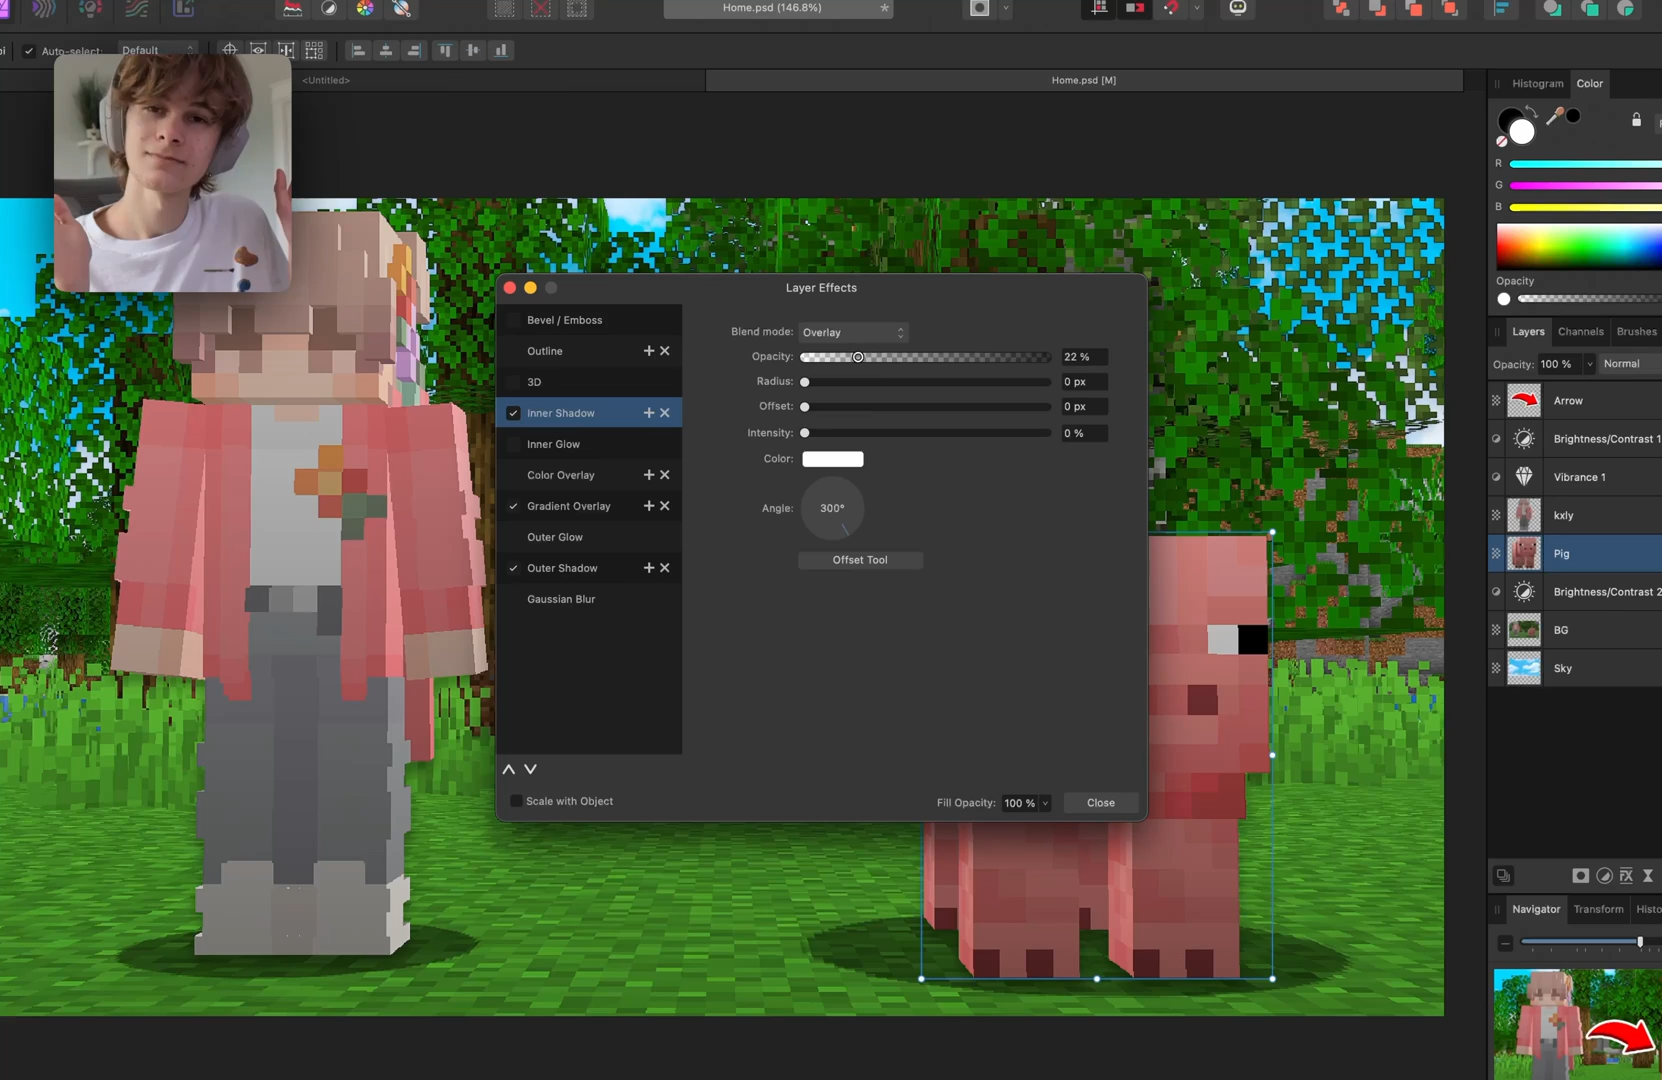 Home.psd (146.8%)
*
Auto-select:
Default
<Untitled>
Home.psd [M]
Histogram
Color
R
G
B
Opacity
Layers
Channels
Brushes
Opacity:
100 %
Normal
Arrow
Brightness/Contrast 1
Vibrance 1
kxly
Pig
Brightness/Contrast 2
BG
Sky
Navigator
Transform
Histo
Layer Effects
Bevel / Emboss
Outline
3D
Inner Shadow
Inner Glow
Color Overlay
Gradient Overlay
Outer Glow
Outer Shadow
Gaussian Blur
Blend mode:
Overlay
Opacity:
22 %
Radius:
0 px
Offset:
0 px
Intensity:
0 %
Color:
Angle:
300°
Offset Tool
Scale with Object
Fill Opacity:
100 %
Close